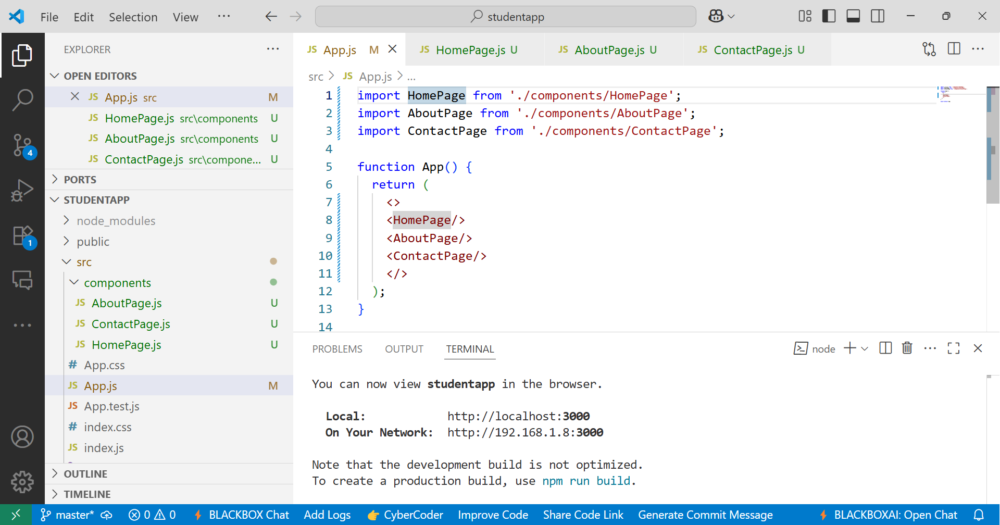 File Edit Selection View ··· studentapp
EXPLORER ···
OPEN EDITORS
JS App.js src M
JS HomePage.js src\components U
JS AboutPage.js src\components U
JS ContactPage.js src\compone... U
PORTS
STUDENTAPP
node_modules
public
src
components
JS AboutPage.js U
JS ContactPage.js U
JS HomePage.js U
# App.css
JS App.js M
JS App.test.js
# index.css
JS index.js
OUTLINE
TIMELINE
4
1
JS App.js M JS HomePage.js U JS AboutPage.js U JS ContactPage.js U
src > JS App.js > ...
1 import HomePage from './components/HomePage';
2 import AboutPage from './components/AboutPage';
3 import ContactPage from './components/ContactPage';
4
5 function App() {
6 return (
7 <>
8 <HomePage/>
9 <AboutPage/>
10 <ContactPage/>
11 </>
12 );
13 }
14
PROBLEMS OUTPUT TERMINAL node
You can now view studentapp in the browser.
Local: http://localhost:3000
On Your Network: http://192.168.1.8:3000
Note that the development build is not optimized.
To create a production build, use npm run build.
master* 0 0 BLACKBOX Chat Add Logs CyberCoder Improve Code Share Code Link Generate Commit Message BLACKBOXAI: Open Chat